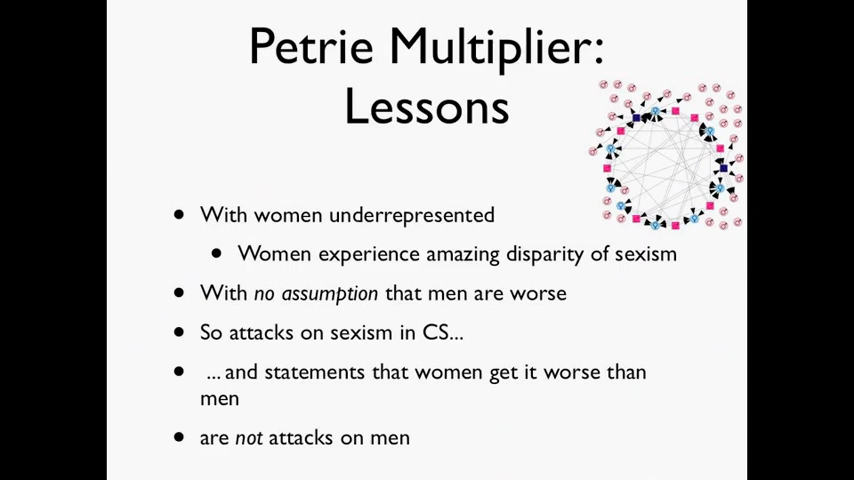 Petrie Multiplier:
Lessons
• With women underrepresented
• Women experience amazing disparity of sexism
• With no assumption that men are worse
• So attacks on sexism in CS...
• ... and statements that women get it worse than
men
• are not attacks on men